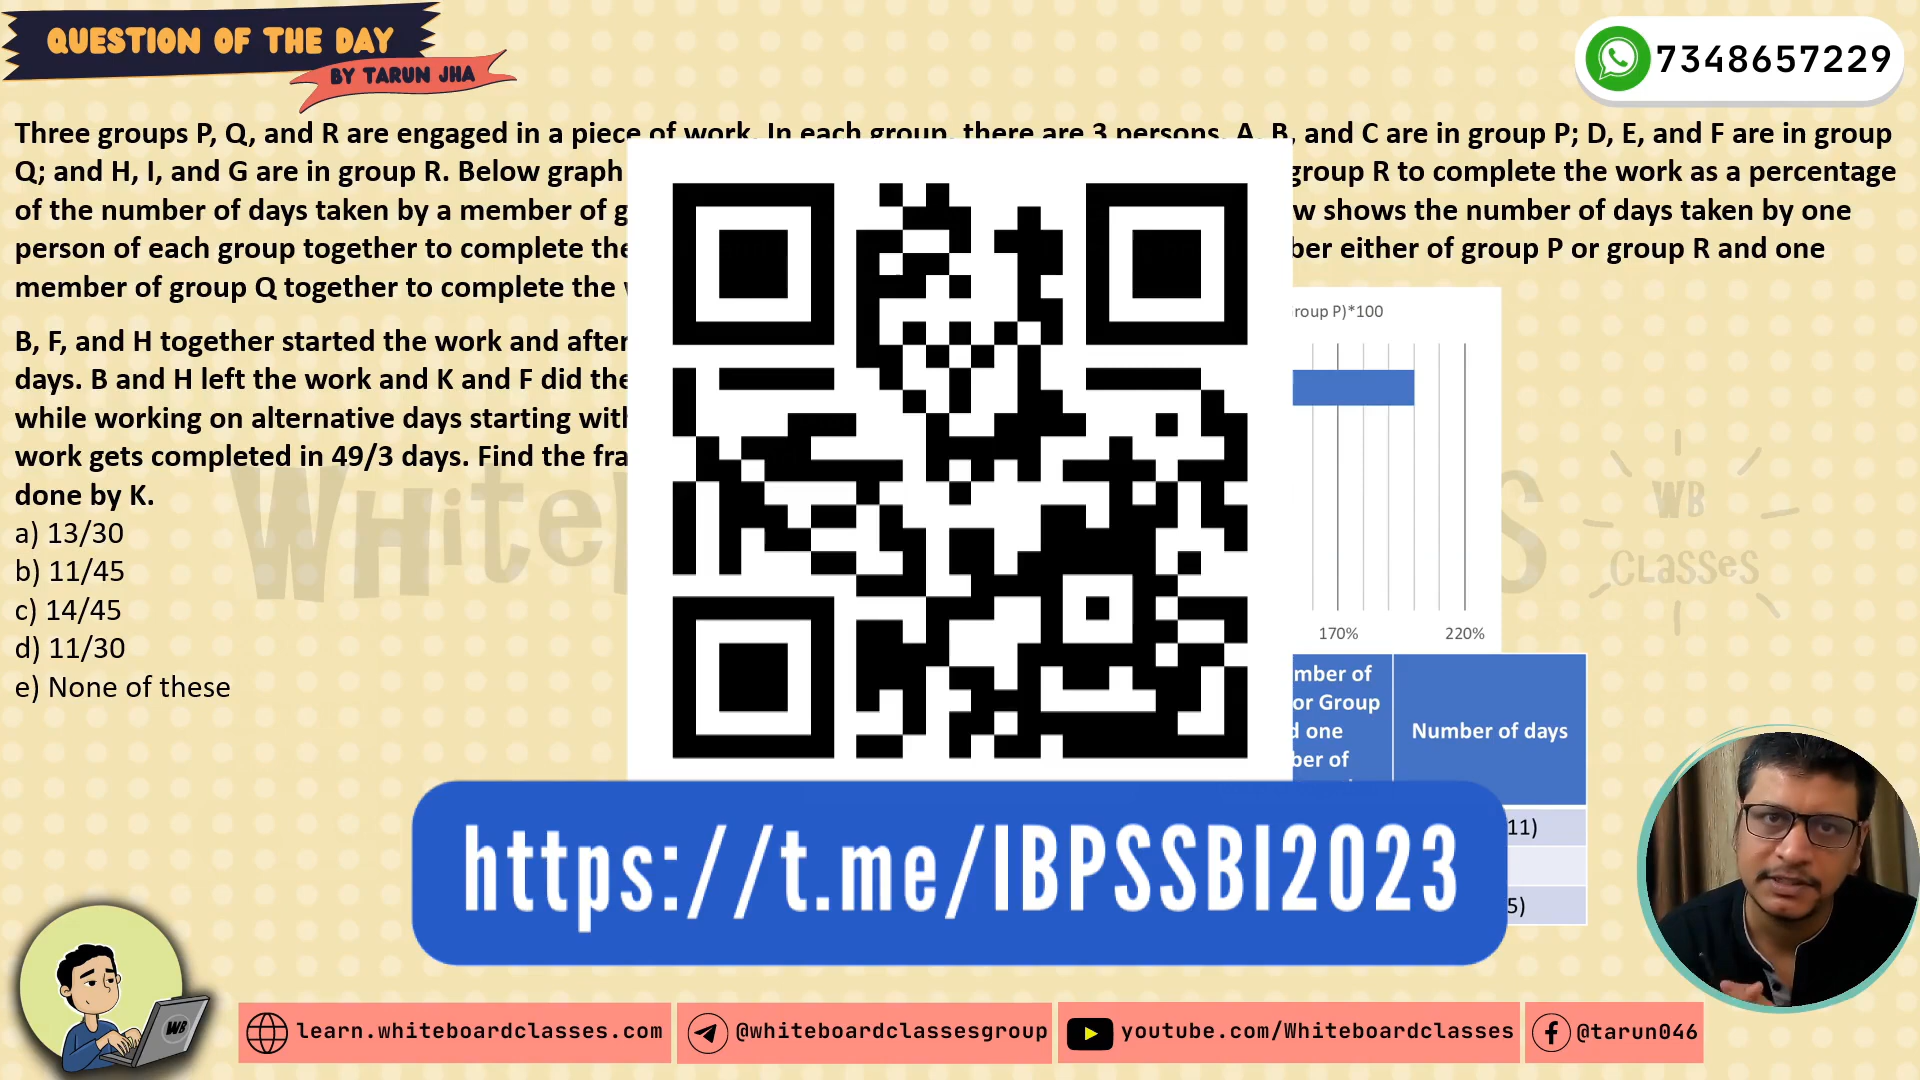 QUESTION OF THE DAY
BY TARUN JHA
7348657229
Three groups P, Q, and R are engaged in a piece of work. In each group, there are 3 persons. A, B, and C are in group P; D, E, and F are in group
Q; and H, I, and G are in group R. Below graph group R to complete the work as a percentage
of the number of days taken by a member of shows the number of days taken by one
person of each group together to complete the either of group P or group R and one
member of group Q together to complete the
B, F, and H together started the work and after
days. B and H left the work and K and F did the
while working on alternative days starting with
work gets completed in 49/3 days. Find the
done by K.
a) 13/30
b) 11/45
c) 14/45
d) 11/30
e) None of these
P)*100
170% 220%
of
or Group
one
of
Number of days
11)
5)
https://t.me/IBPSSBI2023
WHITE
WB
CLASSES
WB
learn.whiteboardclasses.com
@whiteboardclassesgroup
youtube.com/Whiteboardclasses
@tarun046